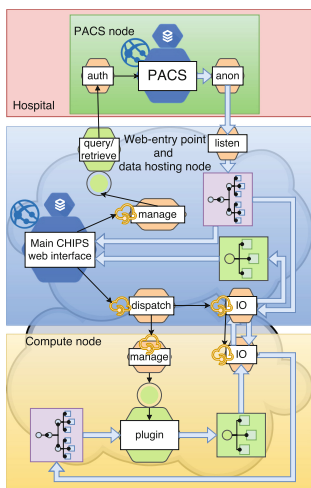 PACS node
auth
PACS
anon
Hospital
query/
retrieve
Web-entry point
and
data hosting node
listen
manage
Main CHIPS
web interface
dispatch
IO
Compute node
manage
IO
plugin